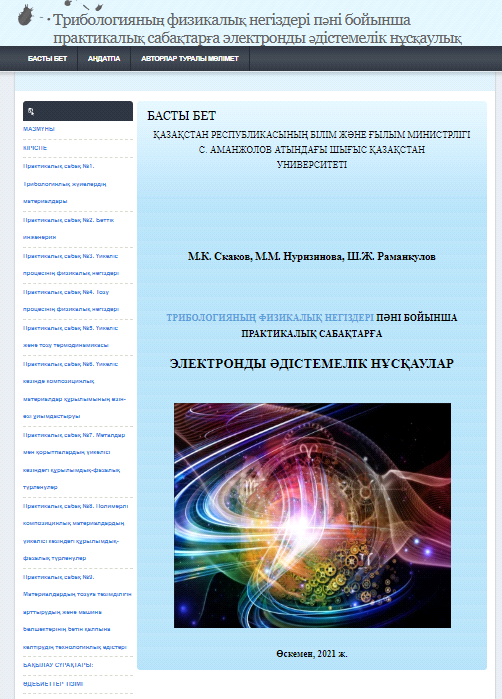 Трибологияның физикалық негіздері пәні бойынша
практикалық сабақтарға электронды әдістемелік нұсқаулық
БАСТЫ БЕТ
АҢДАТПА
АВТОРЛАР ТУРАЛЫ МӘЛІМЕТ
МАЗМҰНЫ
КІРІСПЕ
Практикалық сабақ №1.
Трибологиялық жүйелердің
материалдары
Практикалық сабақ №2. Беттік
инженерия
Практикалық сабақ №3. Үйкеліс
процесінің физикалық негіздері
Практикалық сабақ №4. Тозу
процесінің физикалық негіздері
Практикалық сабақ №5. Үйкеліс
және тозу термодинамикасы
Практикалық сабақ №6. Үйкеліс
кезінде композициялық
материалдар құрылымының өзін-
өзі ұйымдастыруы
Практикалық сабақ №7. Металдар
мен қорытпалардың үйкелісі
кезіндегі құрылымдық-фазалық
түрленулер
Практикалық сабақ №8. Полимерлі
композициялық материалдардың
үйкелісі кезіндегі құрылымдық-
фазалық түрленулер
Практикалық сабақ №9.
Материалдардың тозуға төзімділігін
арттырудың және машина
бөлшектерінің бетін қалпына
келтірудің технологиялық әдістері
БАҚЫЛАУ СҰРАҚТАРЫ:
ӘДЕБИЕТТЕР ТІЗІМІ
БАСТЫ БЕТ
ҚАЗАҚСТАН РЕСПУБЛИКАСЫНЫҢ БІЛІМ ЖӘНЕ ҒЫЛЫМ МИНИСТРЛІГІ
С. АМАНЖОЛОВ АТЫНДАҒЫ ШЫҒЫС ҚАЗАҚСТАН
УНИВЕРСИТЕТІ
М.К. Скаков, М.М. Нуризинова, Ш.Ж. Раманкулов
ТРИБОЛОГИЯНЫҢ ФИЗИКАЛЫҚ НЕГІЗДЕРІ ПӘНІ БОЙЫНША
ПРАКТИКАЛЫҚ САБАҚТАРҒА
ЭЛЕКТРОНДЫ ӘДІСТЕМЕЛІК НҰСҚАУЛАР
Өскемен, 2021 ж.